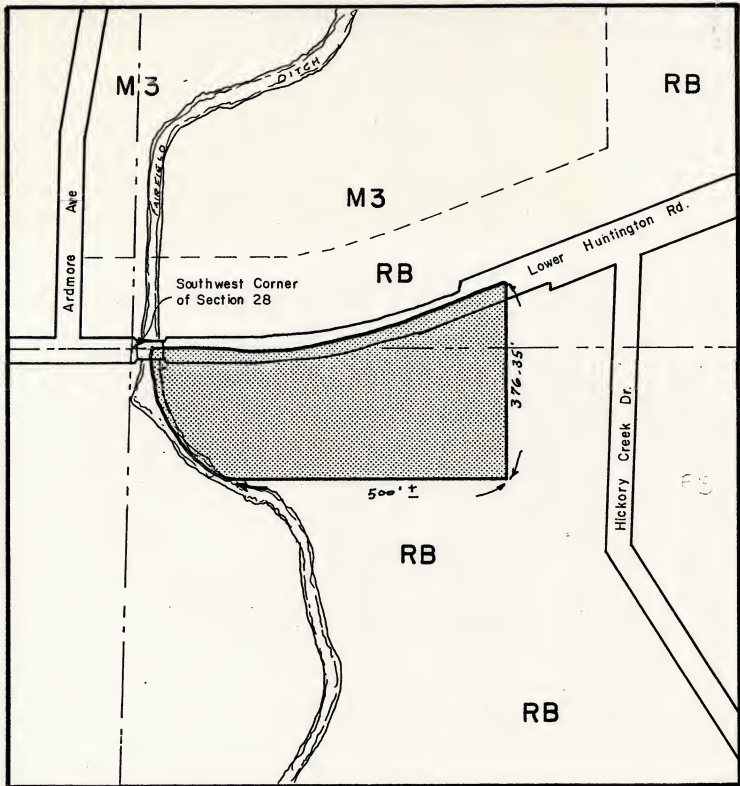 M3
RB
DITCH
FAIRFIELD
M3
Ardmore Ave
Lower Huntington Rd.
RB
Southwest Corner
of Section 28
376.35'
Hickory Creek Dr.
500' ±
RB
RB